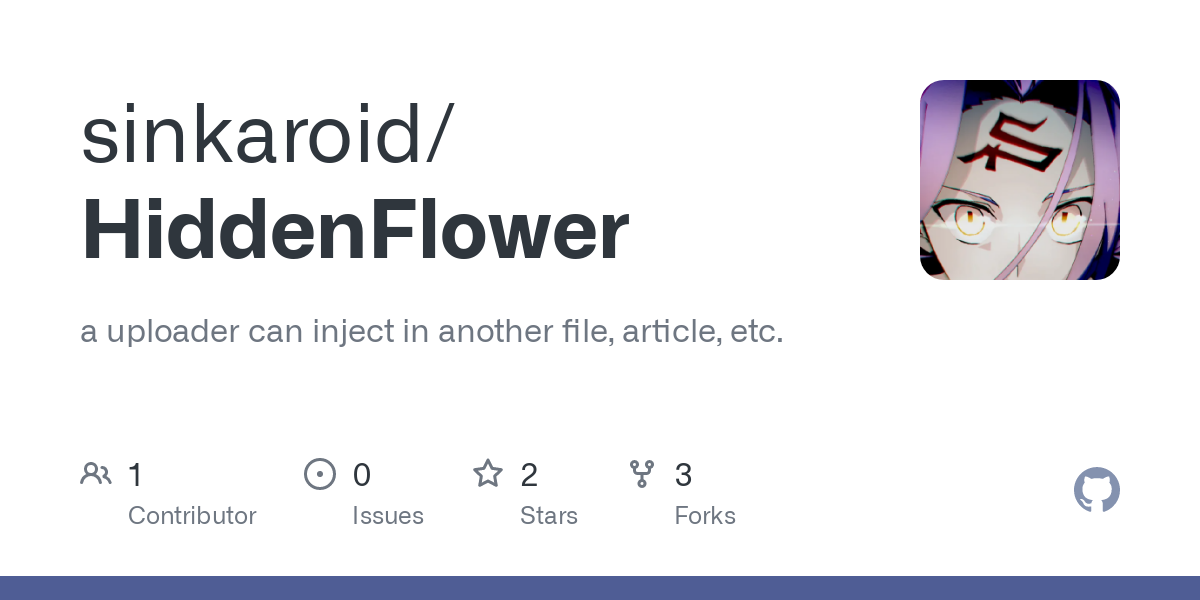 sinkaroid/
HiddenFlower
a uploader can inject in another file, article, etc.
1
Contributor
0
Issues
2
Stars
3
Forks